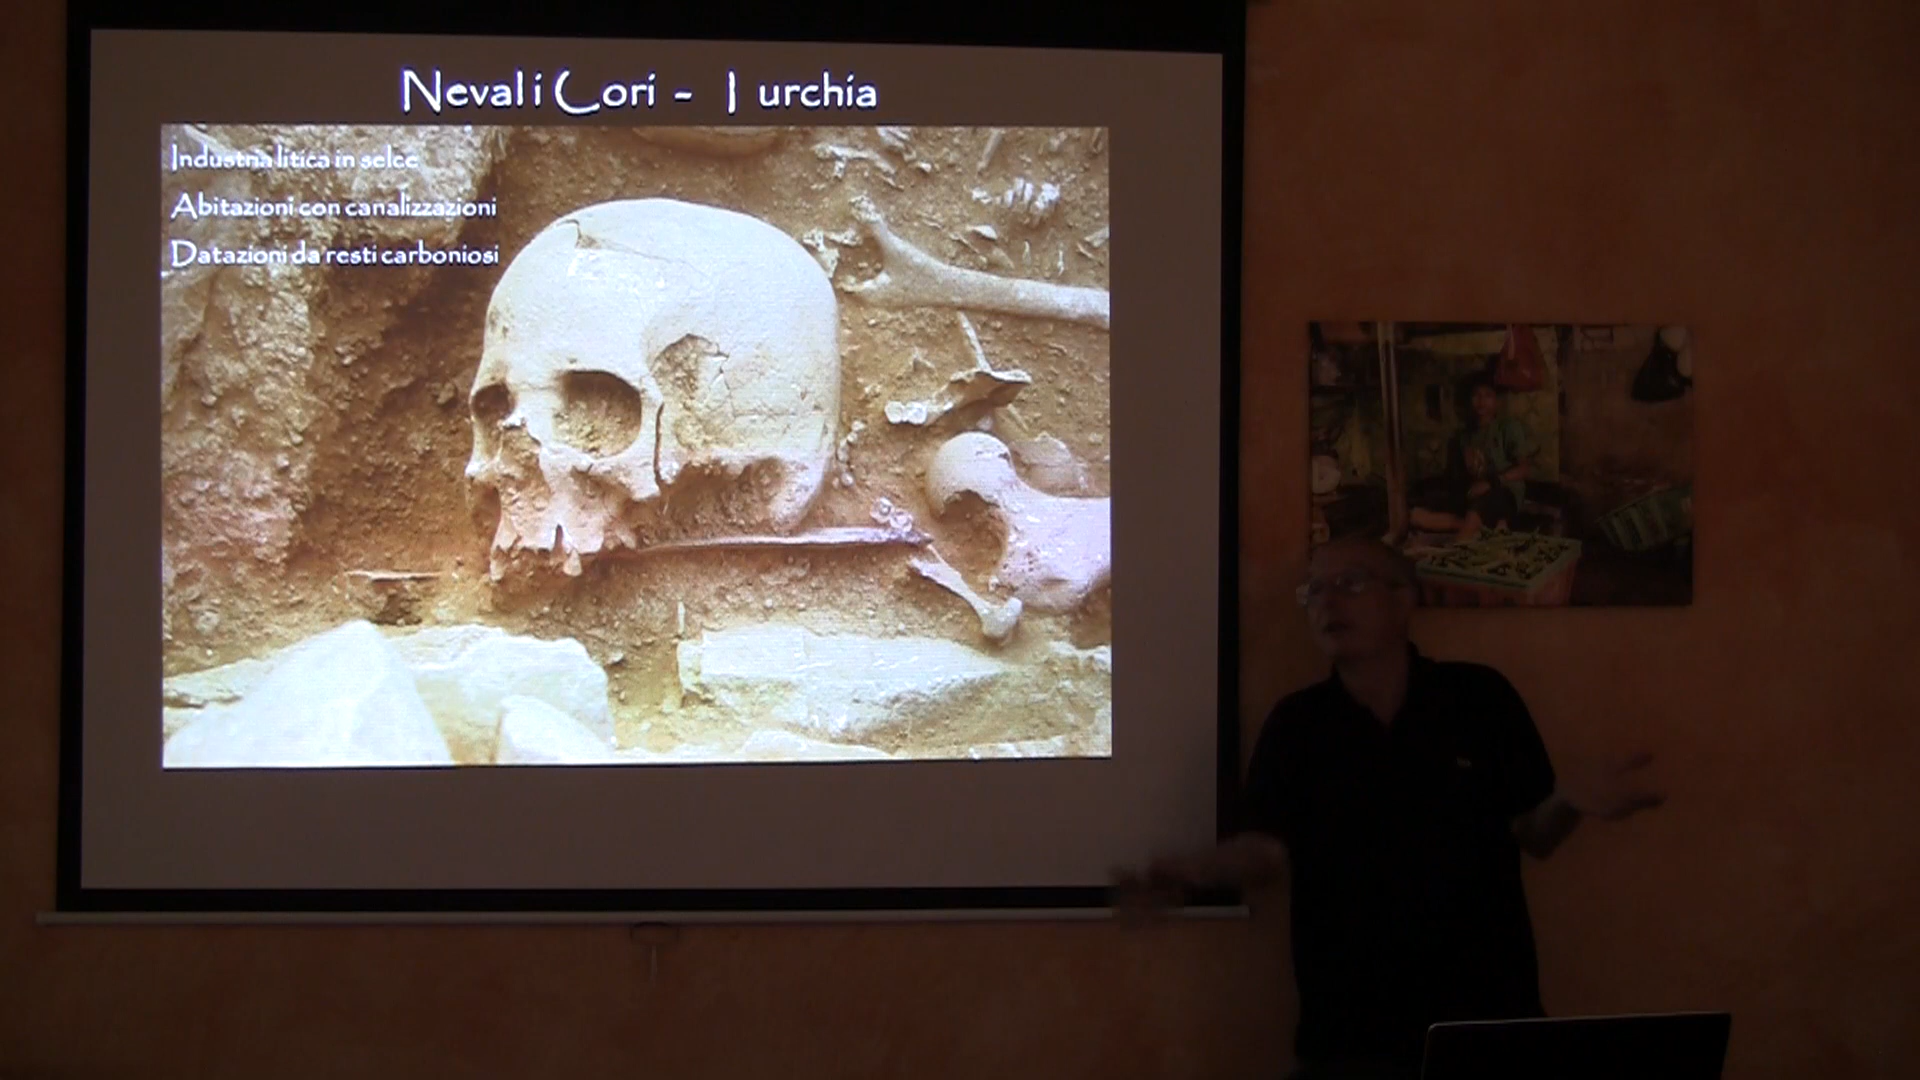 Nevali Cori - Turchia
Industria litica in selce
Abitazioni con canalizzazioni
Datazioni da resti carboniosi